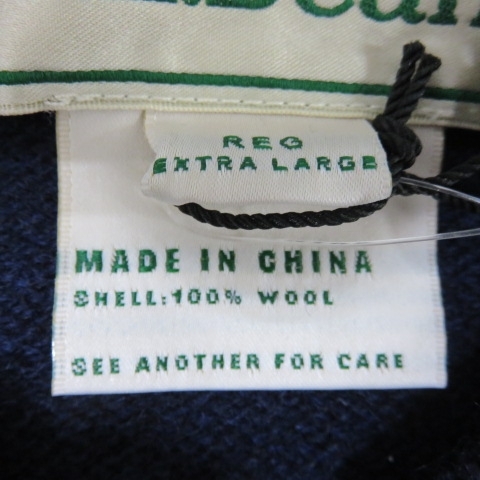 REG
EXTRA LARGE
MADE IN CHINA
SHELL:100% WOOL
SEE ANOTHER FOR CARE